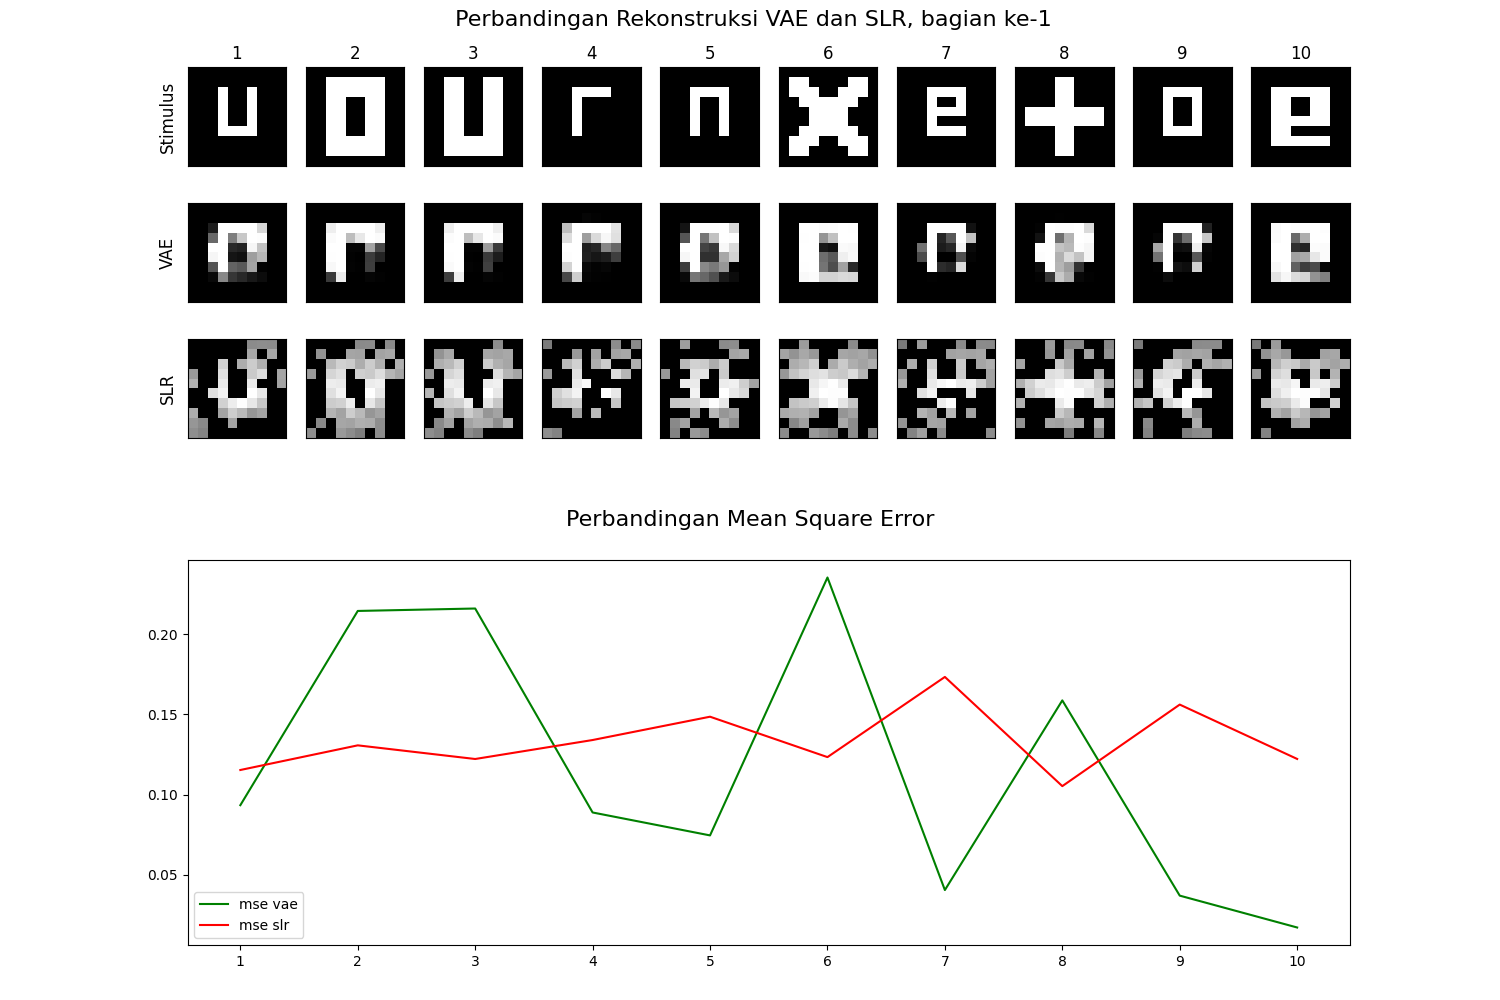 Perbandingan Rekonstruksi VAE dan SLR, bagian ke-1
1 2 3 4 5 6 7 8 9 10
Stimulus
u o u r n x e + o e
VAE
SLR
Perbandingan Mean Square Error
0.20
0.15
0.10
0.05
mse vae
mse slr
1 2 3 4 5 6 7 8 9 10